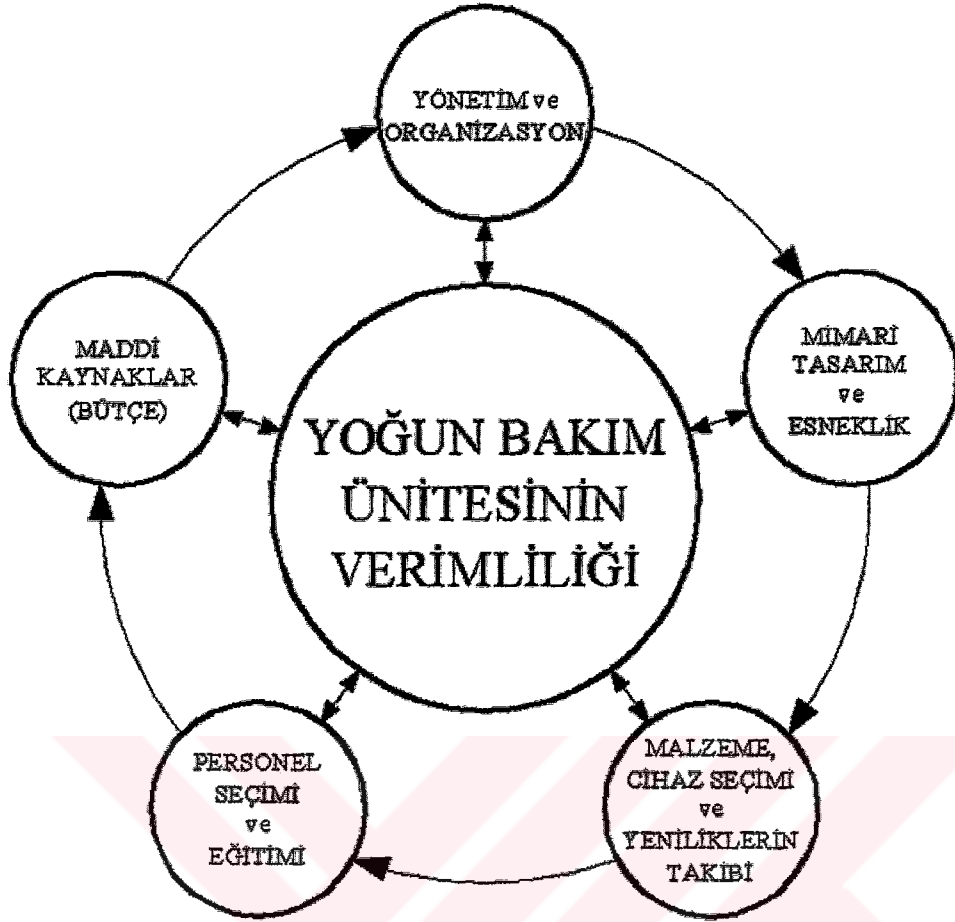 YÖNETİM ve
ORGANİZASYON
MADDİ
KAYNAKLAR
(BÜTÇE)
MİMARİ
TASARIM
ve
ESNEKLİK
YOĞUN BAKIM
ÜNİTESİNİN
VERİMLİLİĞİ
PERSONEL
SEÇİMİ
ve
EĞİTİMİ
MALZEME,
CİHAZ SEÇİMİ
ve
YENİLİKLERİN
TAKİBİ